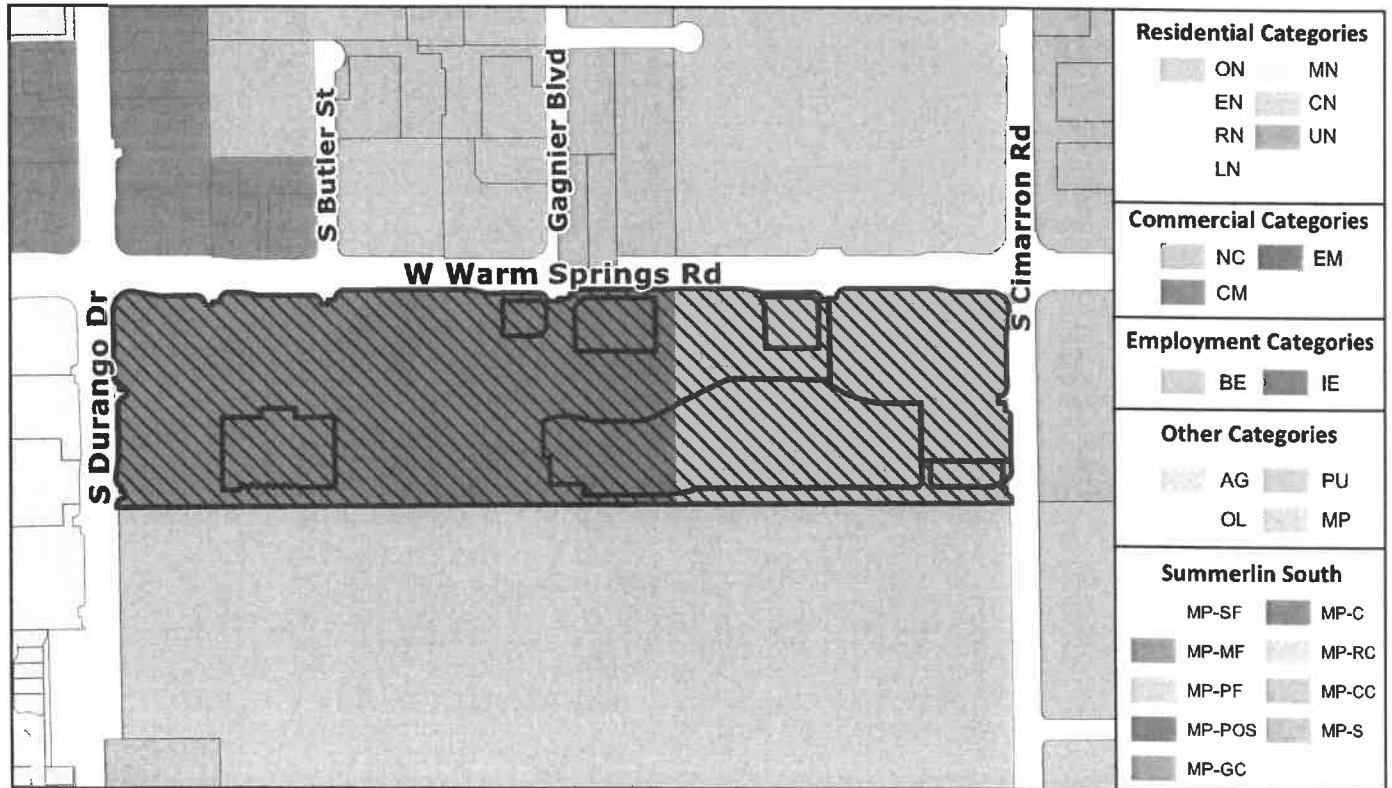 S Butler St
Gagnier Blvd
S Cimarron Rd
W Warm Springs Rd
S Durango Dr
Residential Categories
ON MN
EN CN
RN UN
LN
Commercial Categories
NC EM
CM
Employment Categories
BE IE
Other Categories
AG PU
OL MP
Summerlin South
MP-SF MP-C
MP-MF MP-RC
MP-PF MP-CC
MP-POS MP-S
MP-GC